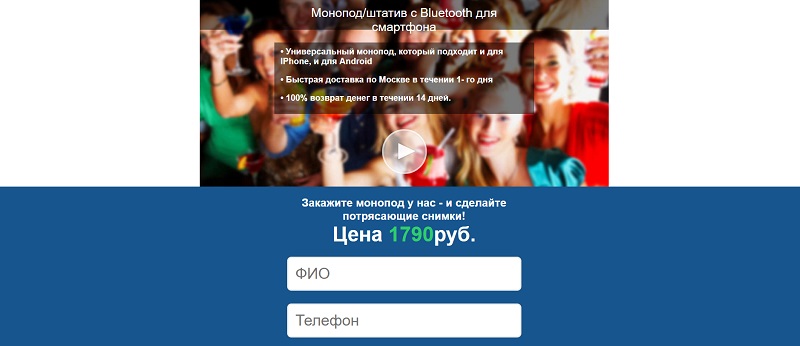 Монопод/штатив с Bluetooth для
смартфона
• Универсальный монопод, который подходит и для
IPhone, и для Android
• Быстрая доставка по Москве в течении 1- го дня
• 100% возврат денег в течении 14 дней.
Закажите монопод у нас - и сделайте
потрясающие снимки!
Цена 1790руб.
ФИО
Телефон